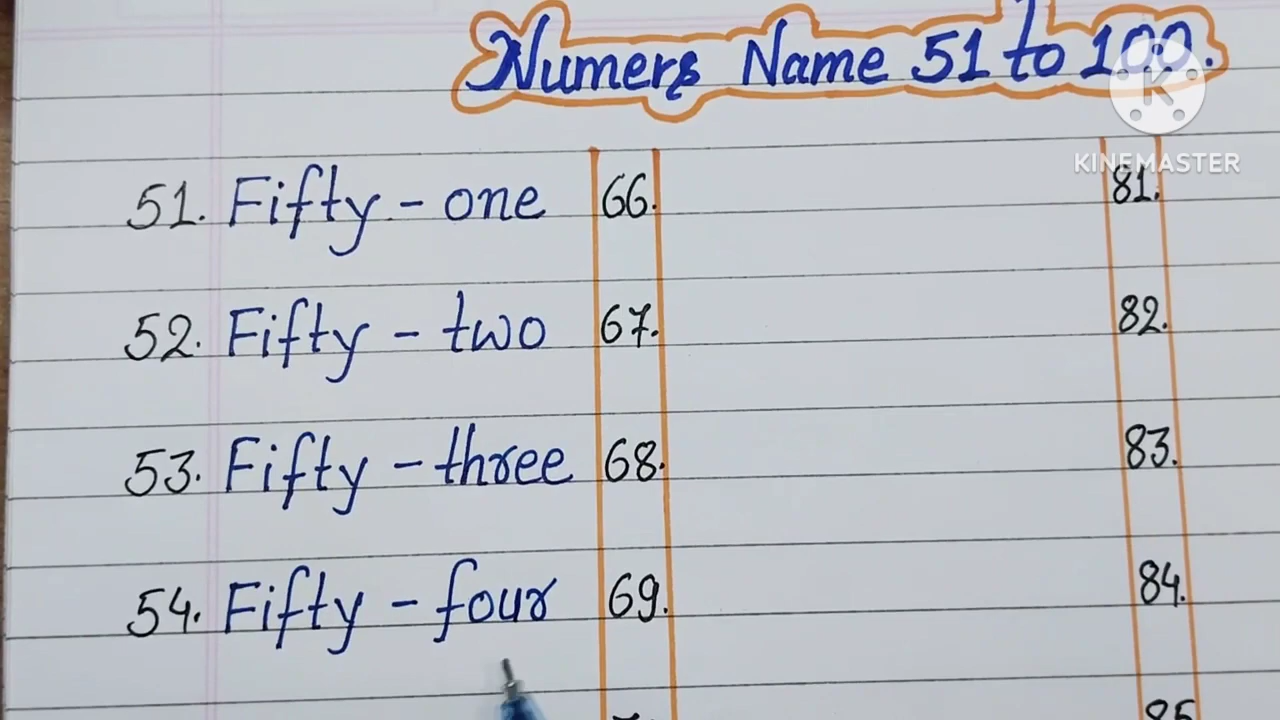 Numers Name 51 to 100.
K
KINEMASTER
51. Fifty - one 66. 81.
52. Fifty - two 67. 82.
53. Fifty - three 68. 83.
54. Fifty - four 69. 84.
85